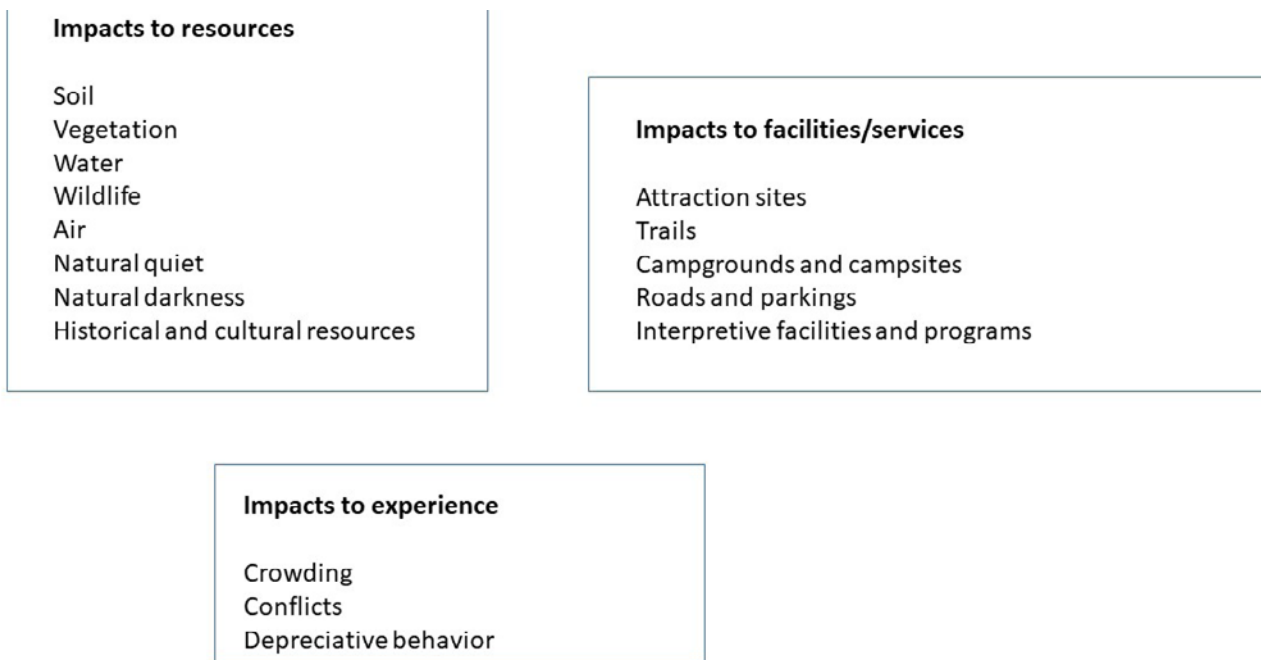 Impacts to resources
Soil
Vegetation
Water
Wildlife
Air
Natural quiet
Natural darkness
Historical and cultural resources
Impacts to facilities/services
Attraction sites
Trails
Campgrounds and campsites
Roads and parkings
Interpretive facilities and programs
Impacts to experience
Crowding
Conflicts
Depreciative behavior